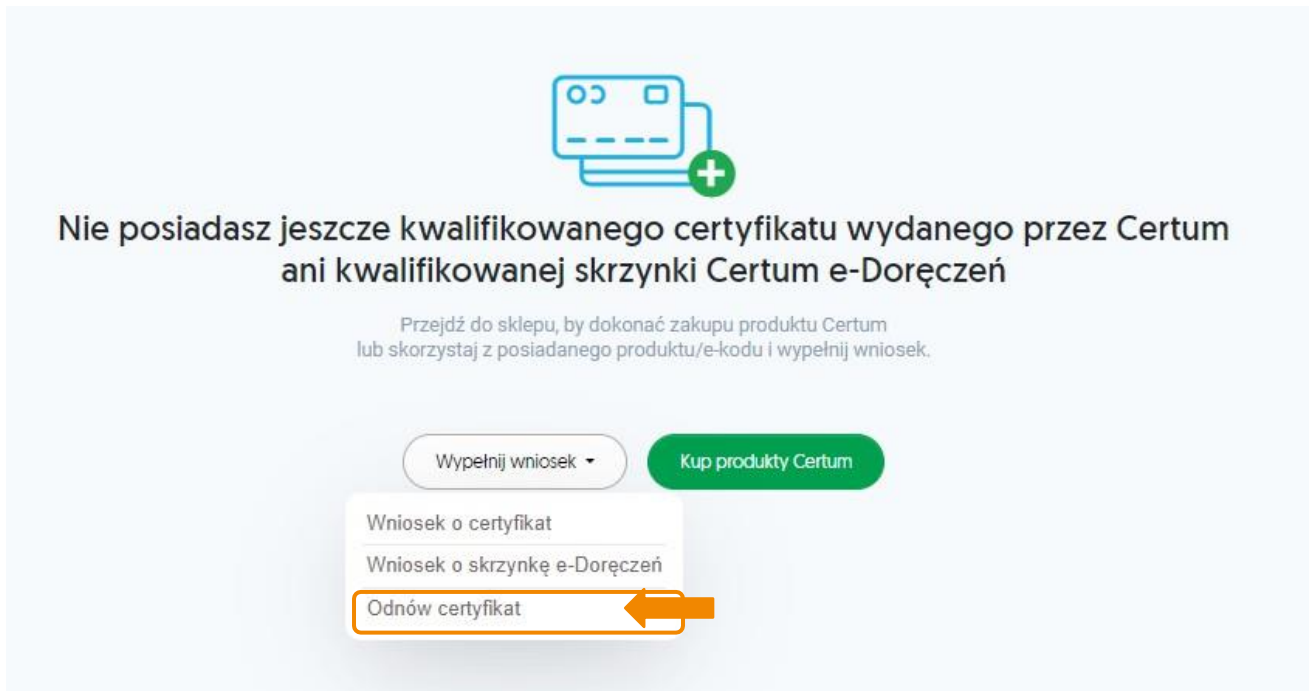 Nie posiadasz jeszcze kwalifikowanego certyfikatu wydanego przez Certum
ani kwalifikowanej skrzynki Certum e-Doręczeń
Przejdź do sklepu, by dokonać zakupu produktu Certum
lub skorzystaj z posiadanego produktu/e-kodu i wypełnij wniosek.
Wypełnij wniosek
Kup produkty Certum
Wniosek o certyfikat
Wniosek o skrzynkę e-Doręczeń
Odnów certyfikat